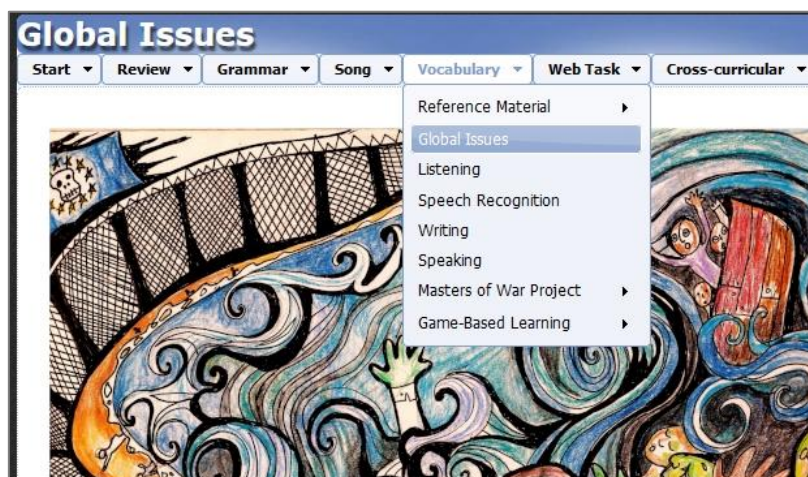 Global Issues
Start Review Grammar Song Vocabulary Web Task Cross-curricular
Reference Material
Global Issues
Listening
Speech Recognition
Writing
Speaking
Masters of War Project
Game-Based Learning